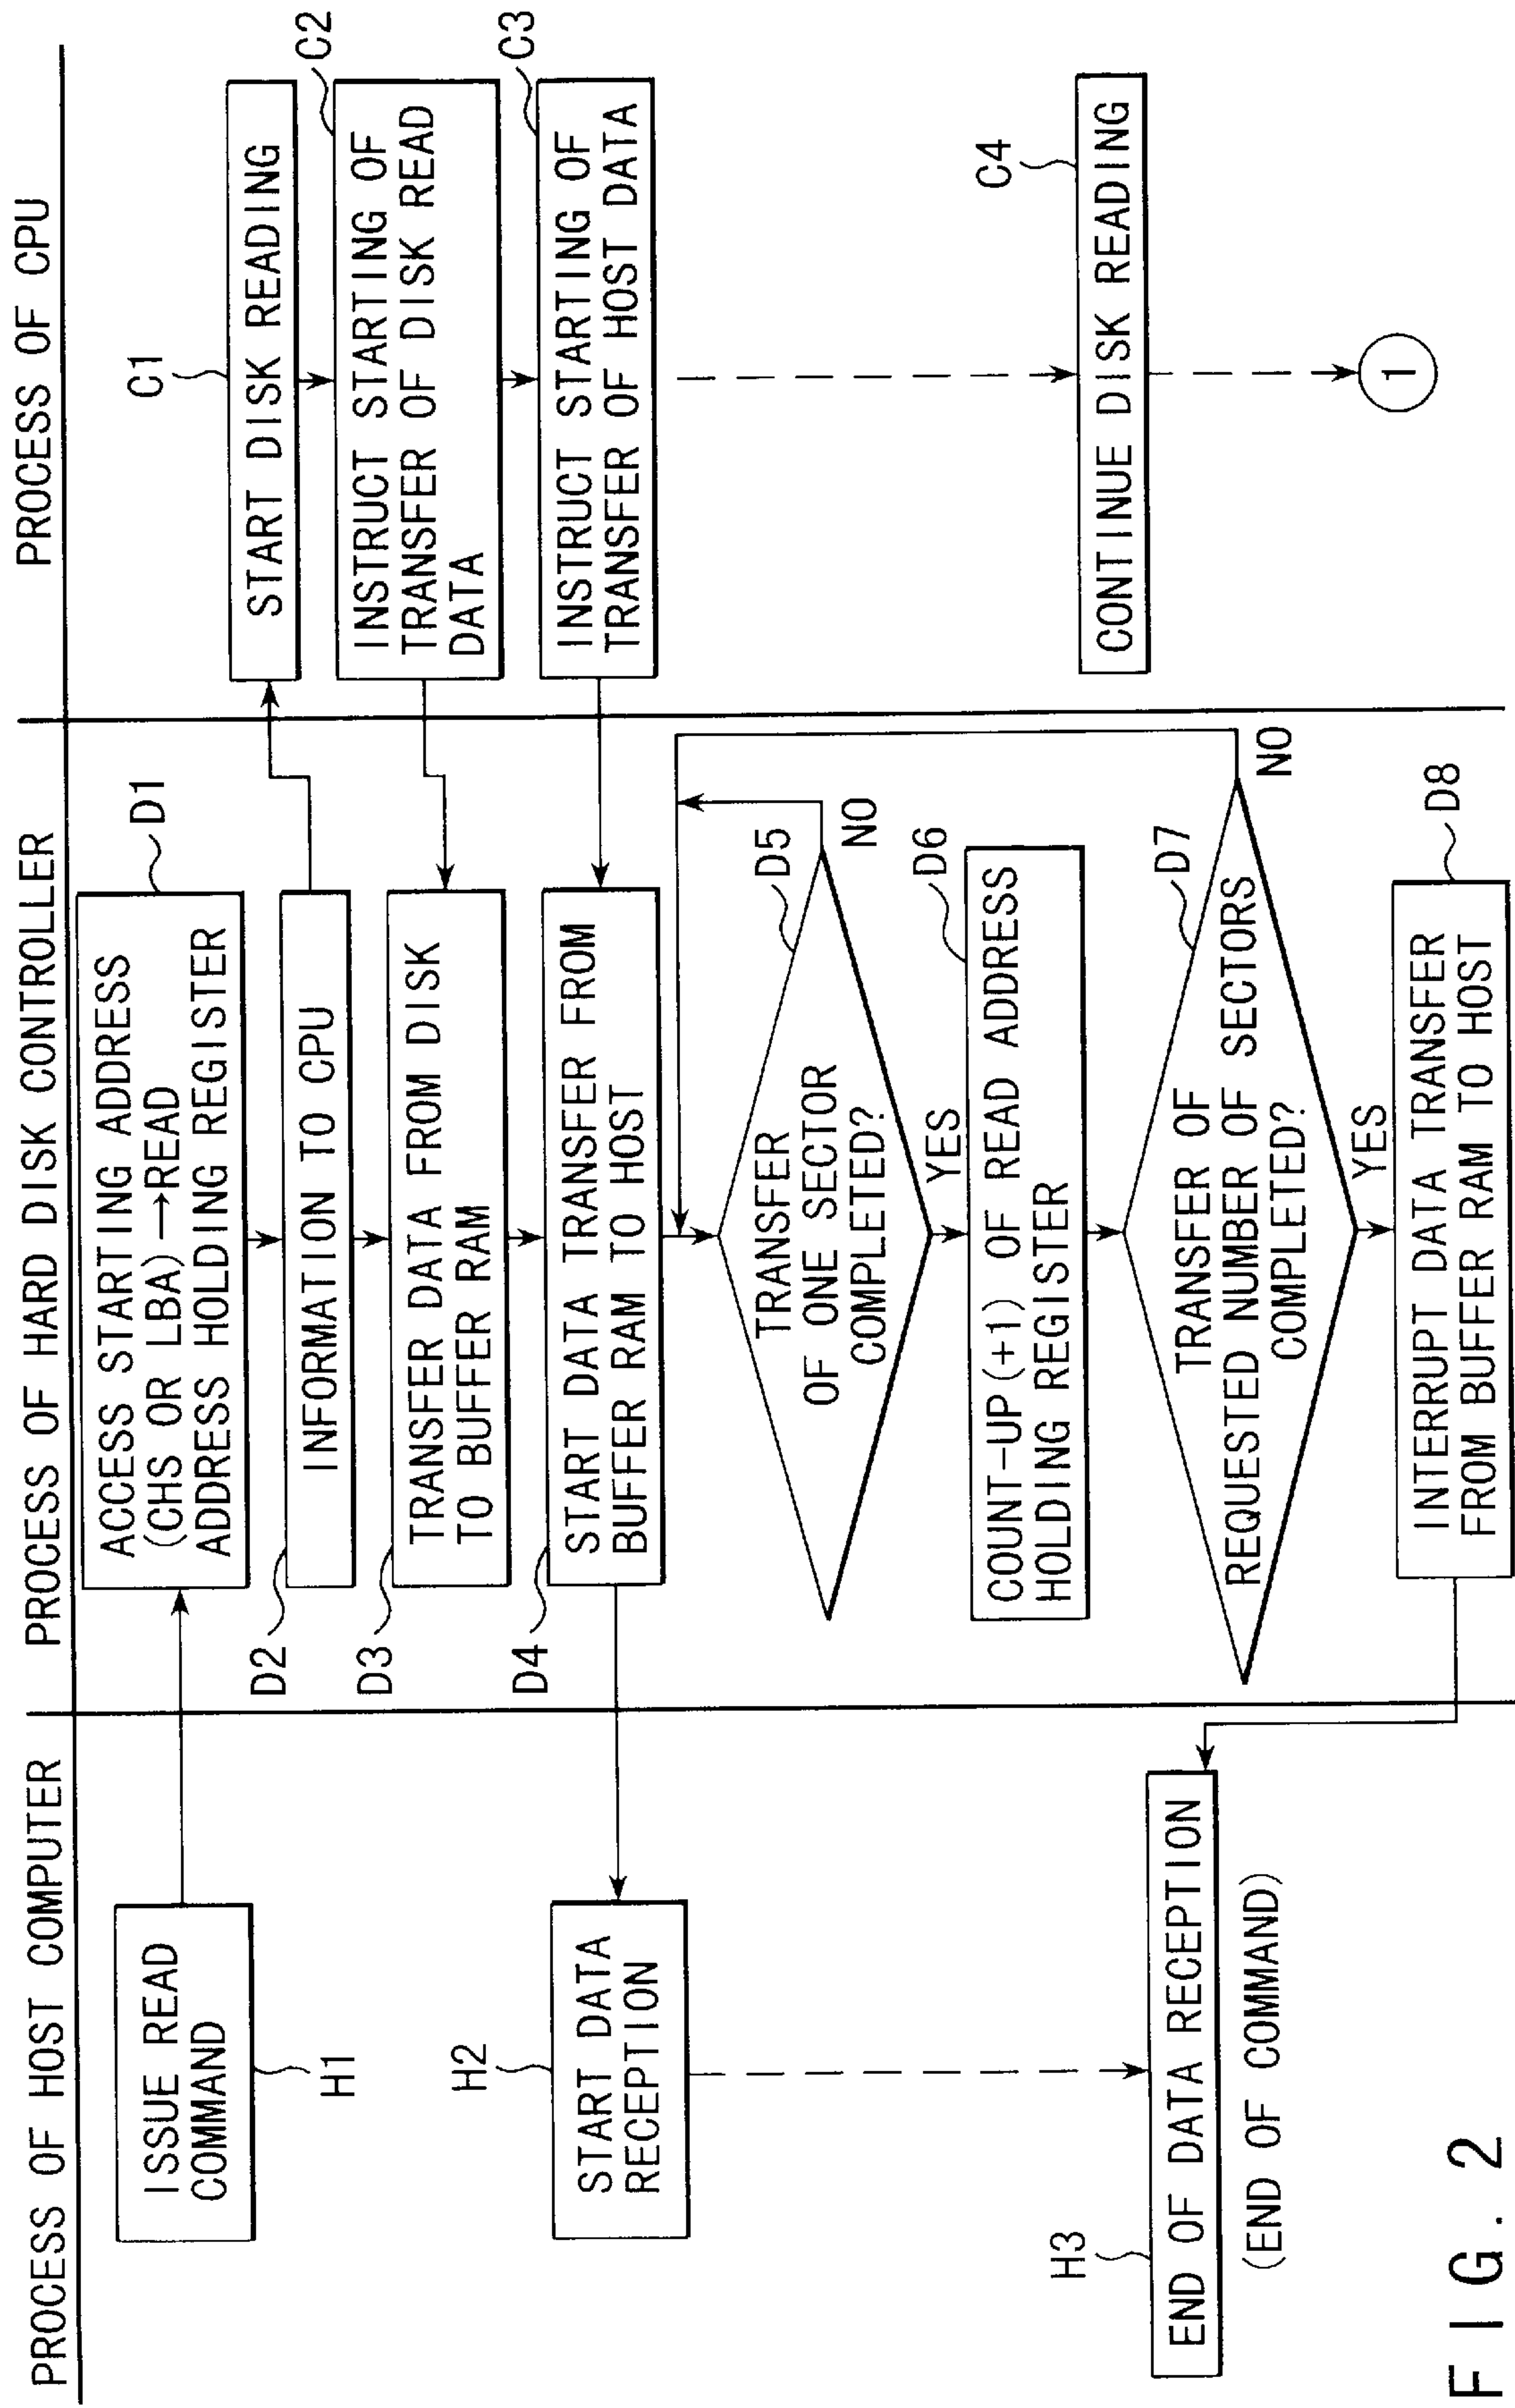 PROCESS OF HOST COMPUTER
PROCESS OF HARD DISK CONTROLLER
PROCESS OF CPU
ISSUE READ
COMMAND
H1
H2
START DATA
RECEPTION
H3
END OF DATA RECEPTION
(END OF COMMAND)
D1
ACCESS STARTING ADDRESS
(CHS OR LBA)→READ
ADDRESS HOLDING REGISTER
D2
INFORMATION TO CPU
D3
TRANSFER DATA FROM DISK
TO BUFFER RAM
D4
START DATA TRANSFER FROM
BUFFER RAM TO HOST
D5
TRANSFER
OF ONE SECTOR
COMPLETED?
NO
YES
D6
COUNT-UP(+1) OF READ ADDRESS
HOLDING REGISTER
D7
TRANSFER OF
REQUESTED NUMBER OF SECTORS
COMPLETED?
NO
YES
D8
INTERRUPT DATA TRANSFER
FROM BUFFER RAM TO HOST
C1
START DISK READING
C2
INSTRUCT STARTING OF
TRANSFER OF DISK READ
DATA
C3
INSTRUCT STARTING OF
TRANSFER OF HOST DATA
C4
CONTINUE DISK READING
1
FIG. 2